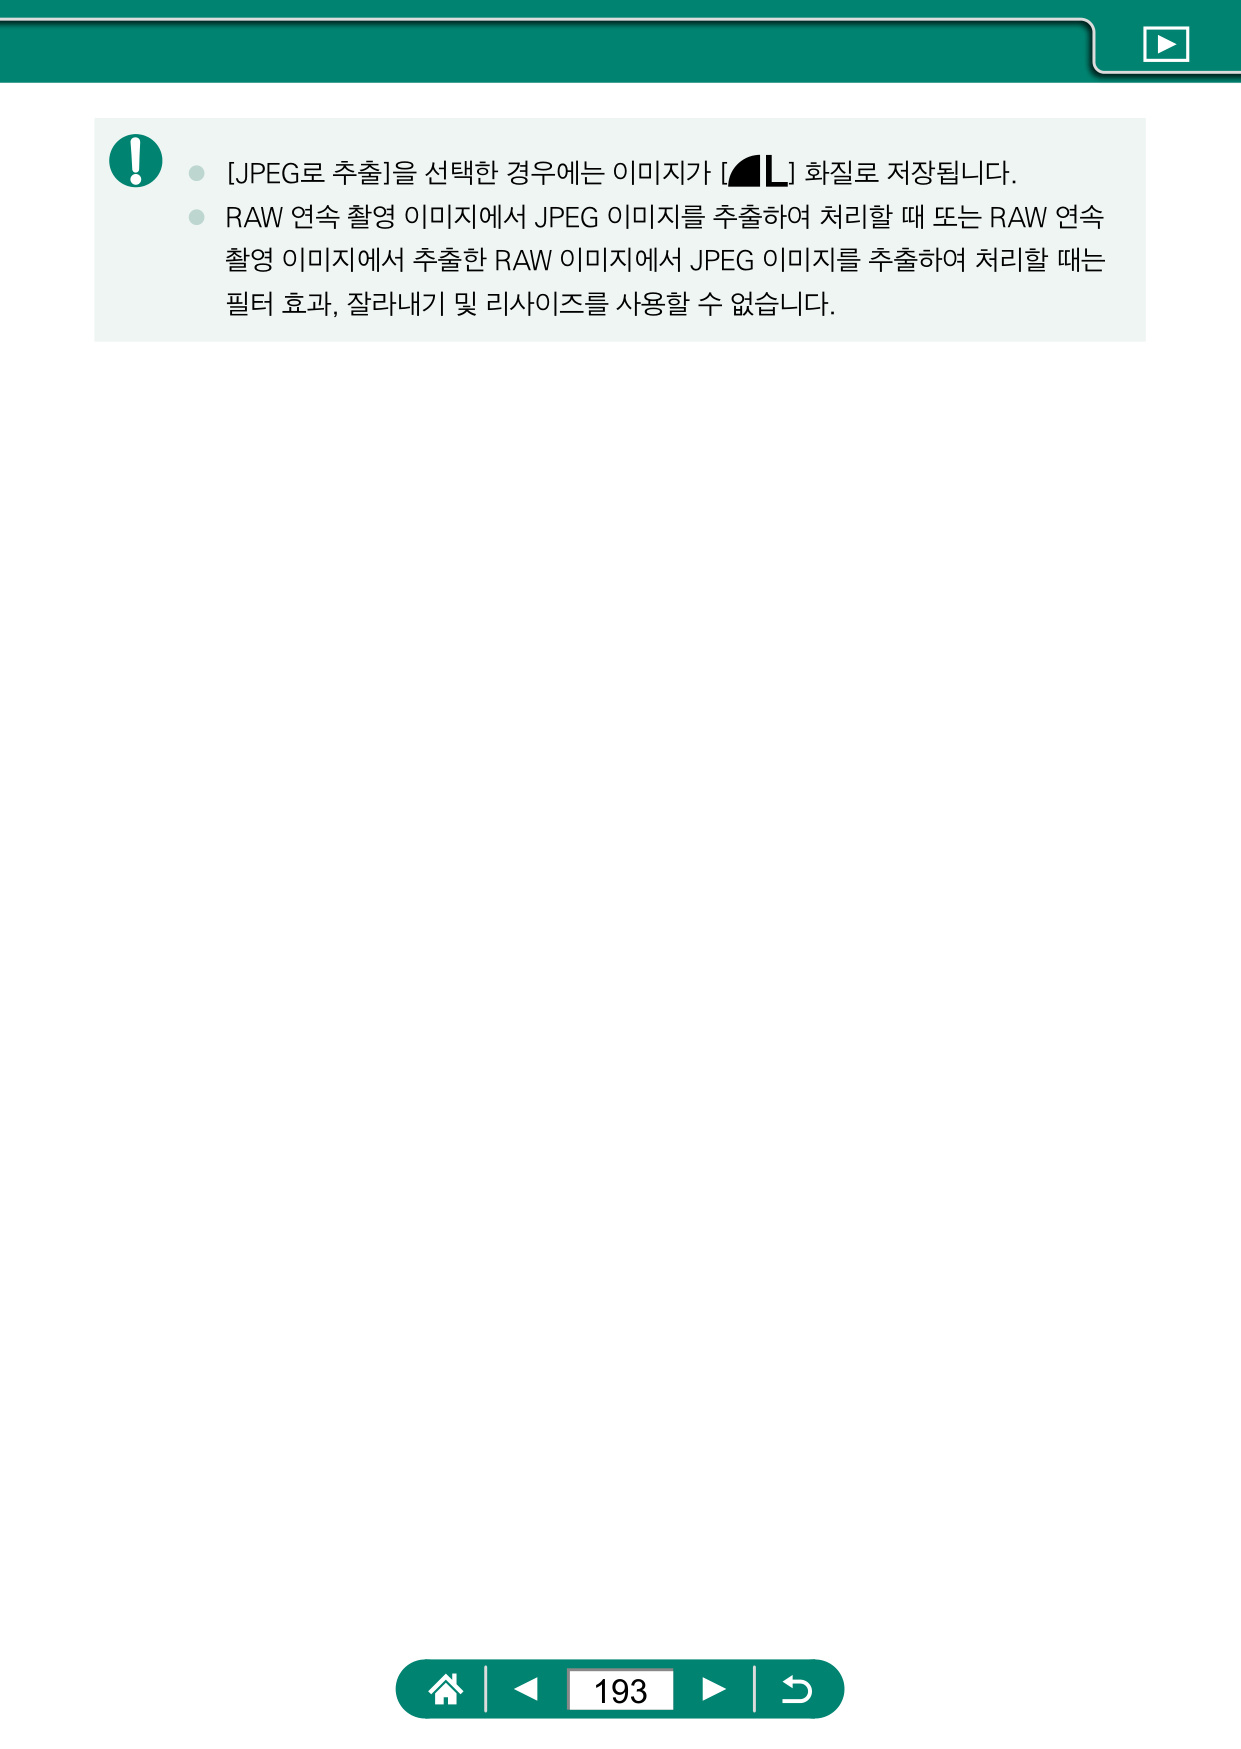 [JPEG로 추출]을 선택한 경우에는 이미지가 [L] 화질로 저장됩니다.
RAW 연속 촬영 이미지에서 JPEG 이미지를 추출하여 처리할 때 또는 RAW 연속
촬영 이미지에서 추출한 RAW 이미지에서 JPEG 이미지를 추출하여 처리할 때는
필터 효과, 잘라내기 및 리사이즈를 사용할 수 없습니다.
193